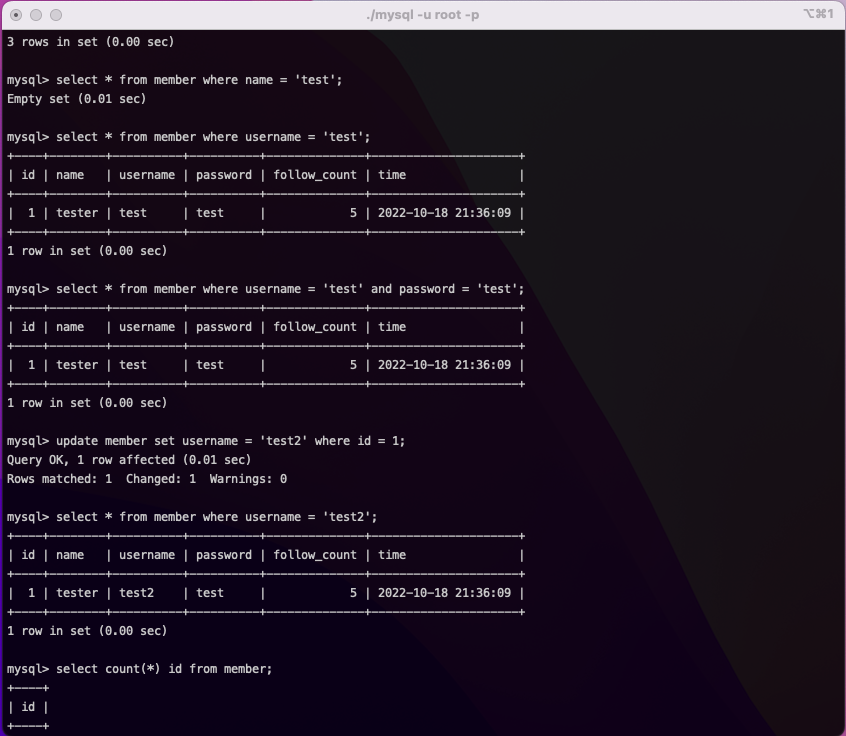 ./mysql -u root -p
⌥⌘1
3 rows in set (0.00 sec)
mysql> select * from member where name = 'test';
Empty set (0.01 sec)
mysql> select * from member where username = 'test';
+----+--------+----------+----------+--------------+---------------------+
| id | name   | username | password | follow_count | time                |
+----+--------+----------+----------+--------------+---------------------+
|  1 | tester | test     | test     |            5 | 2022-10-18 21:36:09 |
+----+--------+----------+----------+--------------+---------------------+
1 row in set (0.00 sec)
mysql> select * from member where username = 'test' and password = 'test';
+----+--------+----------+----------+--------------+---------------------+
| id | name   | username | password | follow_count | time                |
+----+--------+----------+----------+--------------+---------------------+
|  1 | tester | test     | test     |            5 | 2022-10-18 21:36:09 |
+----+--------+----------+----------+--------------+---------------------+
1 row in set (0.00 sec)
mysql> update member set username = 'test2' where id = 1;
Query OK, 1 row affected (0.01 sec)
Rows matched: 1  Changed: 1  Warnings: 0
mysql> select * from member where username = 'test2';
+----+--------+----------+----------+--------------+---------------------+
| id | name   | username | password | follow_count | time                |
+----+--------+----------+----------+--------------+---------------------+
|  1 | tester | test2    | test     |            5 | 2022-10-18 21:36:09 |
+----+--------+----------+----------+--------------+---------------------+
1 row in set (0.00 sec)
mysql> select count(*) id from member;
+----+
| id |
+----+